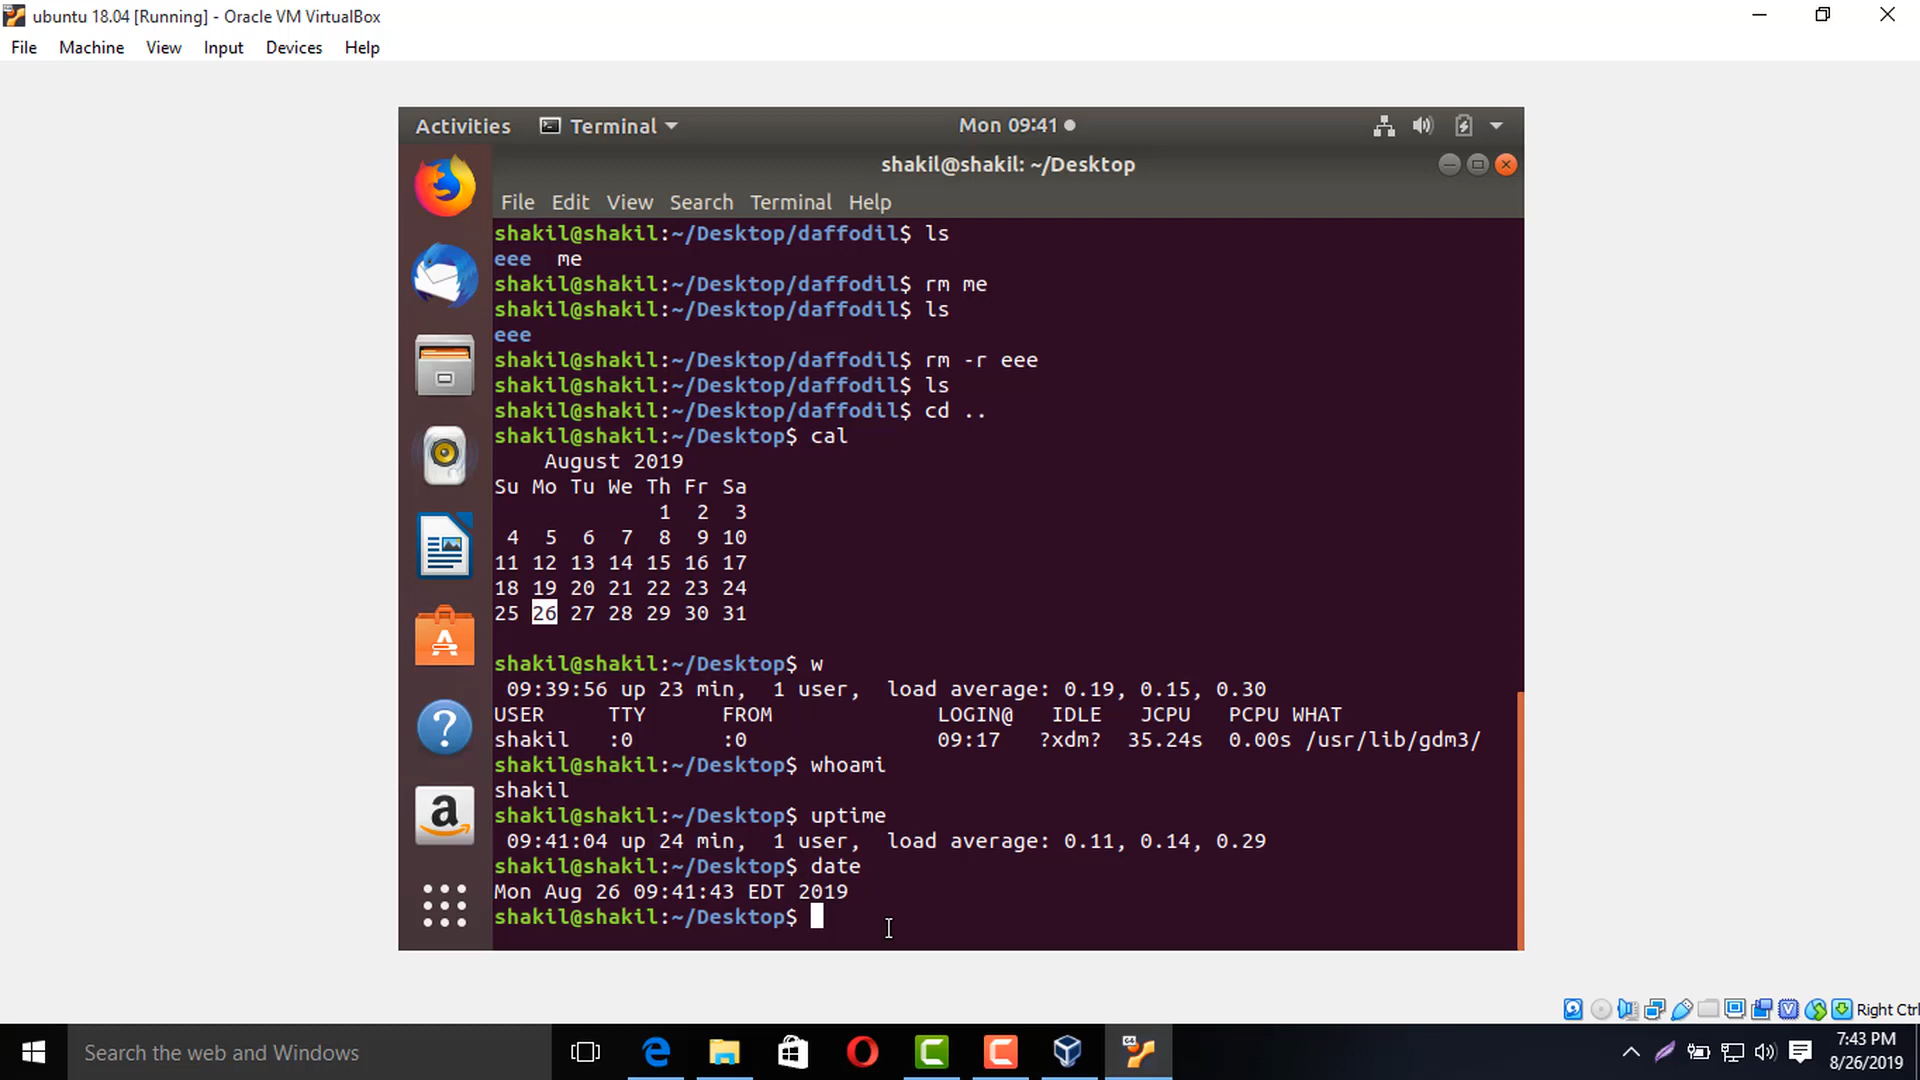 ubuntu 18.04 [Running] - Oracle VM VirtualBox
File Machine View Input Devices Help
Activities Terminal Mon 09:41
shakil@shakil: ~/Desktop
File Edit View Search Terminal Help
shakil@shakil:~/Desktop/daffodil$ ls
eee me
shakil@shakil:~/Desktop/daffodil$ rm me
shakil@shakil:~/Desktop/daffodil$ ls
eee
shakil@shakil:~/Desktop/daffodil$ rm -r eee
shakil@shakil:~/Desktop/daffodil$ ls
shakil@shakil:~/Desktop/daffodil$ cd ..
shakil@shakil:~/Desktop$ cal
August 2019
Su Mo Tu We Th Fr Sa
1 2 3
4 5 6 7 8 9 10
11 12 13 14 15 16 17
18 19 20 21 22 23 24
25 26 27 28 29 30 31
shakil@shakil:~/Desktop$ w
09:39:56 up 23 min, 1 user, load average: 0.19, 0.15, 0.30
USER TTY FROM LOGIN@ IDLE JCPU PCPU WHAT
shakil :0 :0 09:17 ?xdm? 35.24s 0.00s /usr/lib/gdm3/
shakil@shakil:~/Desktop$ whoami
shakil
shakil@shakil:~/Desktop$ uptime
09:41:04 up 24 min, 1 user, load average: 0.11, 0.14, 0.29
shakil@shakil:~/Desktop$ date
Mon Aug 26 09:41:43 EDT 2019
shakil@shakil:~/Desktop$
Right Ctrl
Search the web and Windows
7:43 PM
8/26/2019